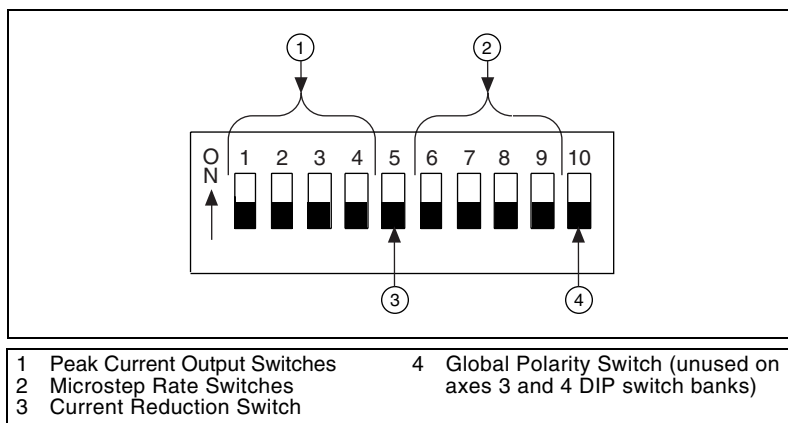 1 2
O
N
1 2 3 4 5 6 7 8 9 10
3 4
1 Peak Current Output Switches
2 Microstep Rate Switches
3 Current Reduction Switch
4 Global Polarity Switch (unused on
axes 3 and 4 DIP switch banks)